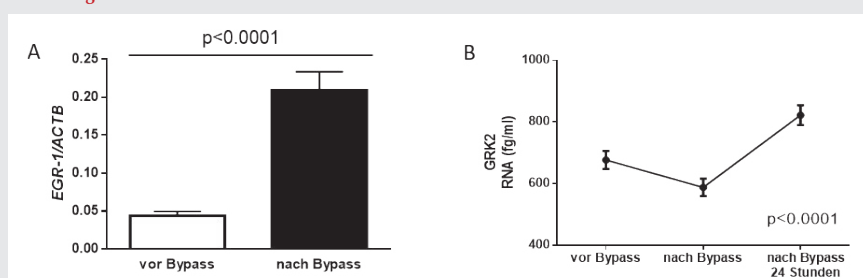 A
p<0.0001
EGR-1/ACTB
0.25
0.20
0.15
0.10
0.05
0.00
vor Bypass
nach Bypass
B
GRK2
RNA (fg/ml)
1000
800
600
400
p<0.0001
vor Bypass
nach Bypass
nach Bypass
24 Stunden